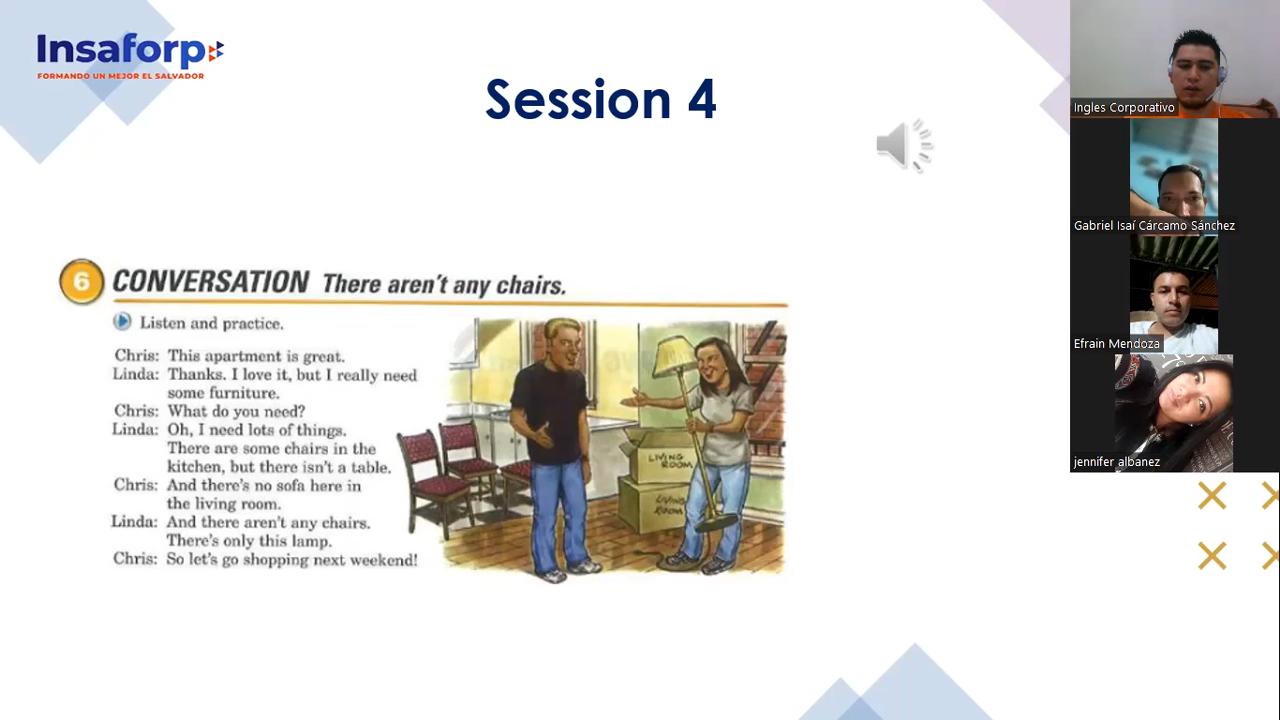 Insaforp
FORMANDO UN MEJOR EL SALVADOR
Session 4
6 CONVERSATION There aren't any chairs.
Listen and practice.
Chris: This apartment is great.
Linda: Thanks. I love it, but I really need
some furniture.
Chris: What do you need?
Linda: Oh, I need lots of things.
There are some chairs in the
kitchen, but there isn't a table.
Chris: And there's no sofa here in
the living room.
Linda: And there aren't any chairs.
There's only this lamp.
Chris: So let's go shopping next weekend!
LIVING
ROOM
LIVING
ROOM
Ingles Corporativo
Gabriel Isaí Cárcamo Sánchez
Efrain Mendoza
jennifer albanez